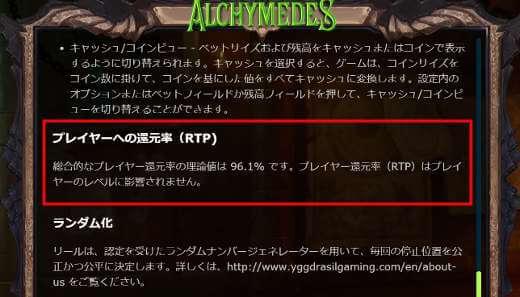 ALCHYMEDES
• キャッシュ/コインビュー - ベットサイズおよび残高をキャッシュまたはコインで表示
するように切り替えられます。キャッシュを選択すると、ゲームは、コインサイズを
コイン数に掛けて、コインを基にした値をすべてキャッシュに変換します。設定内の
オプションまたはベットフィールドか残高フィールドを押して、キャッシュ/コインビ
ューを切り替えることができます。
プレイヤーへの還元率（RTP)
総合的なプレイヤー還元率の理論値は 96.1% です。プレイヤー還元率（RTP）はプレイ
ヤーのレベルに影響されません。
ランダム化
リールは、認定を受けたランダムナンバージェネレーターを用いて、毎回の停止位置を公
正かつ公平に決定します。詳しくは、http://www.yggdrasilgaming.com/en/about-
us をご覧ください。